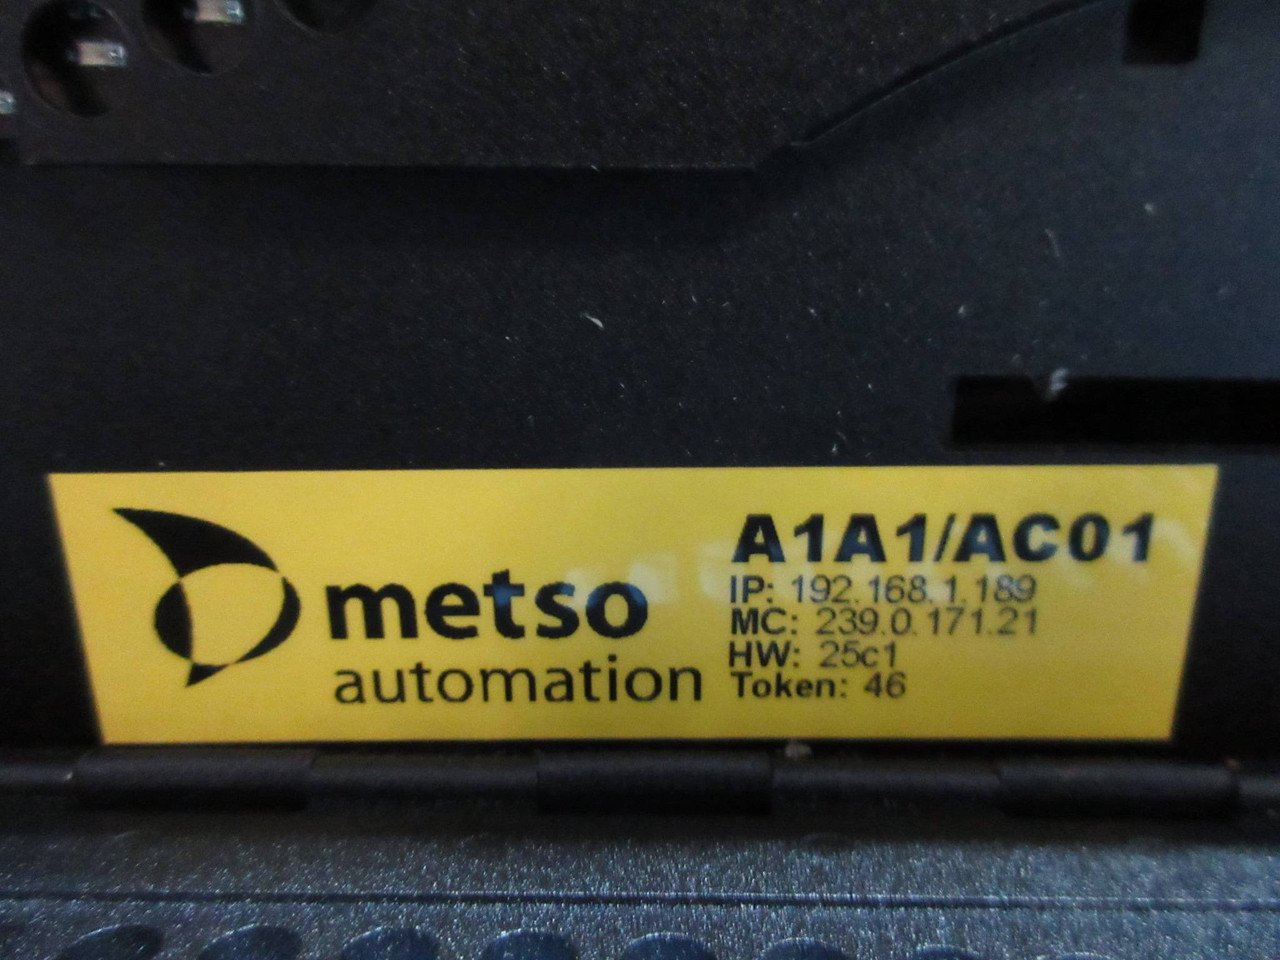 metso
automation
A1A1/AC01
IP: 192.168.1.189
MC: 239.0.171.21
HW: 25c1
Token: 46